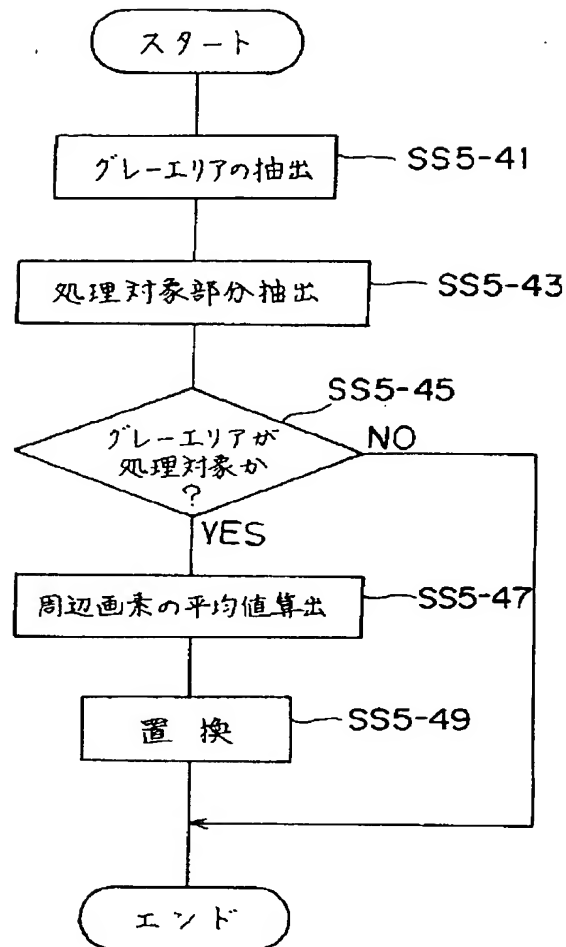 スタート
グレーエリアの抽出
SS5-41
処理対象部分抽出
SS5-43
SS5-45
グレーエリアが
処理対象か
?
NO
YES
周辺画素の平均値算出
SS5-47
置換
SS5-49
エンド